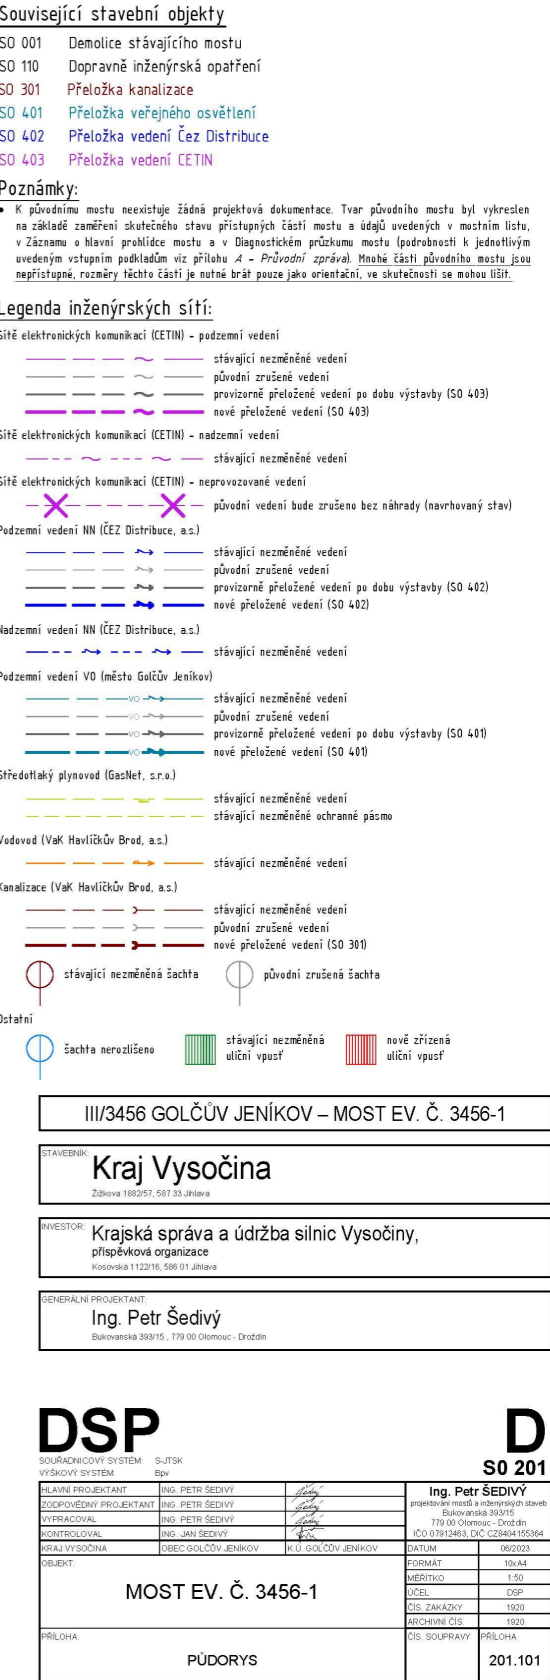 Související stavební objekty
SO 001 Demolice stávajícího mostu
SO 110 Dopravně inženýrská opatření
SO 301 Přeložka kanalizace
SO 401 Přeložka veřejného osvětlení
SO 402 Přeložka vedení Čez Distribuce
SO 403 Přeložka vedení CETIN
Poznámky:
• K původnímu mostu neexistuje žádná projektová dokumentace. Tvar původního mostu byl vykreslen
na základě zaměření skutečného stavu přístupných částí mostu a údajů uvedených v mostním listu,
v Záznamu o hlavní prohlídce mostu a v Diagnostickém průzkumu mostu (podrobnosti k jednotlivým
uvedeným vstupním podkladům viz přílohu A - Průvodní zpráva). Mnohé části původního mostu jsou
nepřístupné, rozměry těchto částí je nutné brát pouze jako orientační, ve skutečnosti se mohou lišit.
Legenda inženýrských sítí:
Sítě elektronických komunikací (CETIN) - podzemní vedení
stávající nezměněné vedení
původní zrušené vedení
provizorně přeložené vedení po dobu výstavby (SO 403)
nové přeložené vedení (SO 403)
Sítě elektronických komunikací (CETIN) - nadzemní vedení
stávající nezměněné vedení
Sítě elektronických komunikací (CETIN) - neprovozované vedení
původní vedení bude zrušeno bez náhrady (navrhovaný stav)
Podzemní vedení NN (ČEZ Distribuce, a.s.)
stávající nezměněné vedení
původní zrušené vedení
provizorně přeložené vedení po dobu výstavby (SO 402)
nové přeložené vedení (SO 402)
Nadzemní vedení NN (ČEZ Distribuce, a.s.)
stávající nezměněné vedení
Podzemní vedení VO (město Golčův Jeníkov)
VO stávající nezměněné vedení
VO původní zrušené vedení
VO provizorně přeložené vedení po dobu výstavby (SO 401)
VO nové přeložené vedení (SO 401)
Středotlaký plynovod (GasNet, s.r.o.)
stávající nezměněné vedení
stávající nezměněné ochranné pásmo
Vodovod (VaK Havlíčkův Brod, a.s.)
stávající nezměněné vedení
Kanalizace (VaK Havlíčkův Brod, a.s.)
stávající nezměněné vedení
původní zrušené vedení
nové přeložené vedení (SO 301)
stávající nezměněná šachta původní zrušená šachta
Ostatní
šachta nerozlišeno stávající nezměněná uliční vpusť nově zřízená uliční vpusť
III/3456 GOLČŮV JENÍKOV – MOST EV. Č. 3456-1
STAVEBNÍK:
Kraj Vysočina
Žižkova 1882/57, 587 33 Jihlava
INVESTOR:
Krajská správa a údržba silnic Vysočiny,
příspěvková organizace
Kosovská 1122/16, 586 01 Jihlava
GENERÁLNÍ PROJEKTANT:
Ing. Petr Šedivý
Bukovanská 393/15 , 779 00 Olomouc - Droždín
DSP D
SOUŘADNICOVÝ SYSTÉM: S-JTSK
VÝŠKOVÝ SYSTÉM: Bpv
S0 201
HLAVNÍ PROJEKTANT ING. PETR ŠEDIVÝ
ZODPOVĚDNÝ PROJEKTANT ING. PETR ŠEDIVÝ
VYPRACOVAL ING. PETR ŠEDIVÝ
KONTROLOVAL ING. JAN ŠEDIVÝ
Ing. Petr ŠEDIVÝ
projektování mostů a inženýrských staveb
Bukovanská 393/15
779 00 Olomouc - Droždín
IČO 07912463, DIČ CZ8404155364
KRAJ VYSOČINA OBEC GOLČŮV JENÍKOV K.Ú. GOLČŮV JENÍKOV
DATUM 06/2023
OBJEKT:
MOST EV. Č. 3456-1
FORMÁT 10xA4
MĚŘÍTKO 1:50
ÚČEL DSP
ČÍS. ZAKÁZKY 1920
ARCHIVNÍ ČÍS. 1920
PŘÍLOHA:
PŮDORYS
ČÍS. SOUPRAVY PŘÍLOHA
201.101